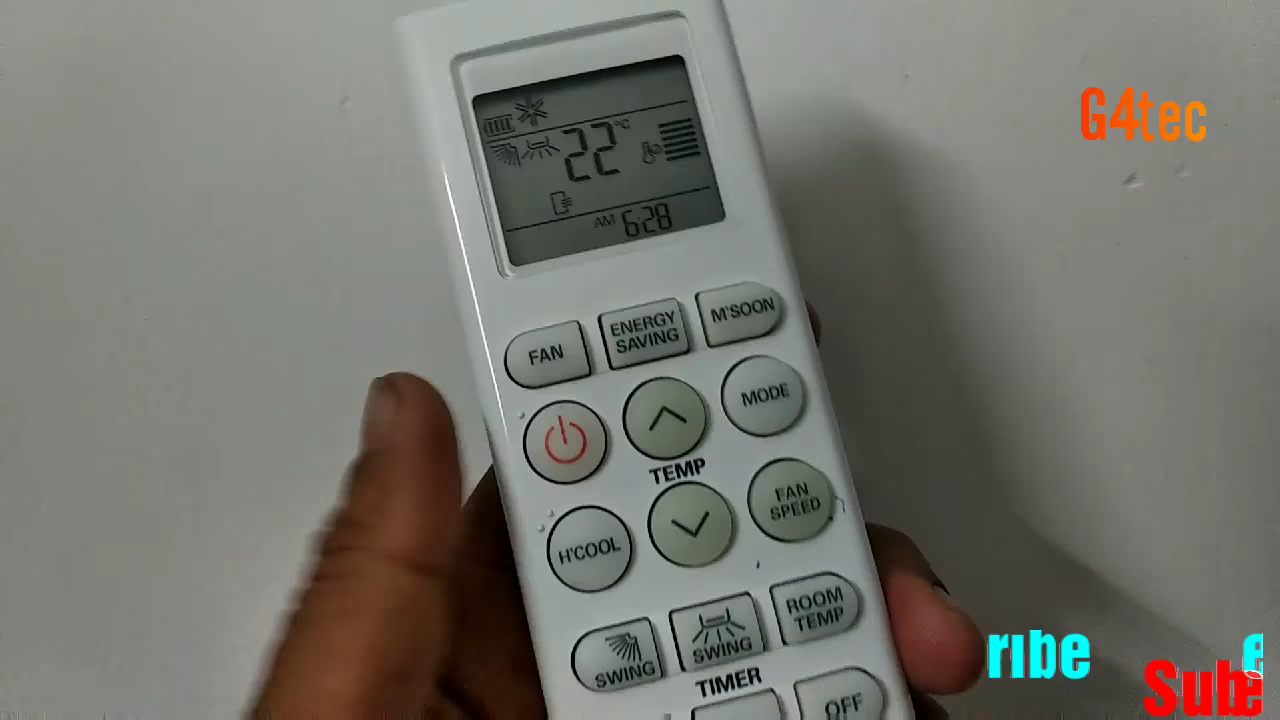 G4tec
22°C
AM 6:28
FAN
ENERGY
SAVING
M'SOON
MODE
TEMP
FAN
SPEED
H'COOL
SWING
SWING
ROOM
TEMP
TIMER
OFF
ribe
Sub